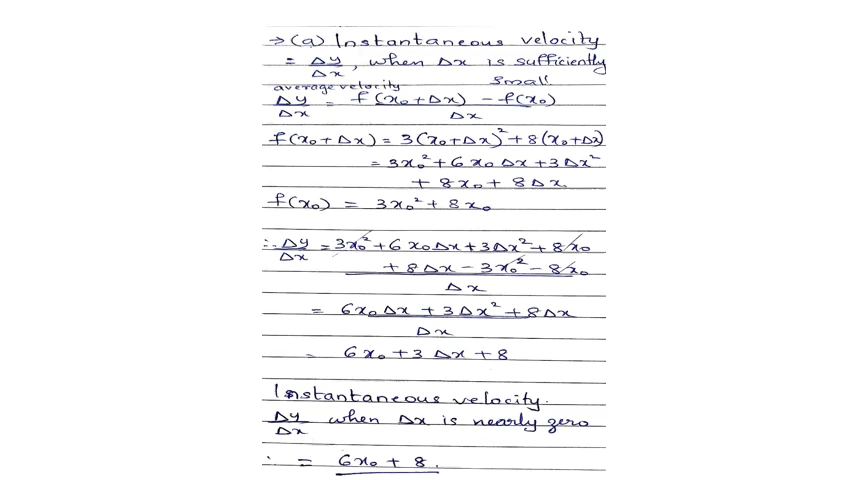 → (a) Instantaneous velocity
= Δy/Δx, when Δx is sufficiently
small
average velocity
Δy/Δx = f(x₀+Δx) - f(x₀) / Δx
f(x₀+Δx) = 3(x₀+Δx)² + 8(x₀+Δx)
= 3x₀² + 6x₀Δx + 3Δx²
+ 8x₀ + 8Δx
f(x₀) = 3x₀² + 8x₀
∴ Δy/Δx = 3x₀² + 6x₀Δx + 3Δx² + 8x₀
+ 8Δx - 3x₀² - 8x₀
Δx
= 6x₀Δx + 3Δx² + 8Δx
Δx
= 6x₀ + 3Δx + 8
Instantaneous velocity.
Δy/Δx when Δx is nearly zero
∴ = 6x₀ + 8.